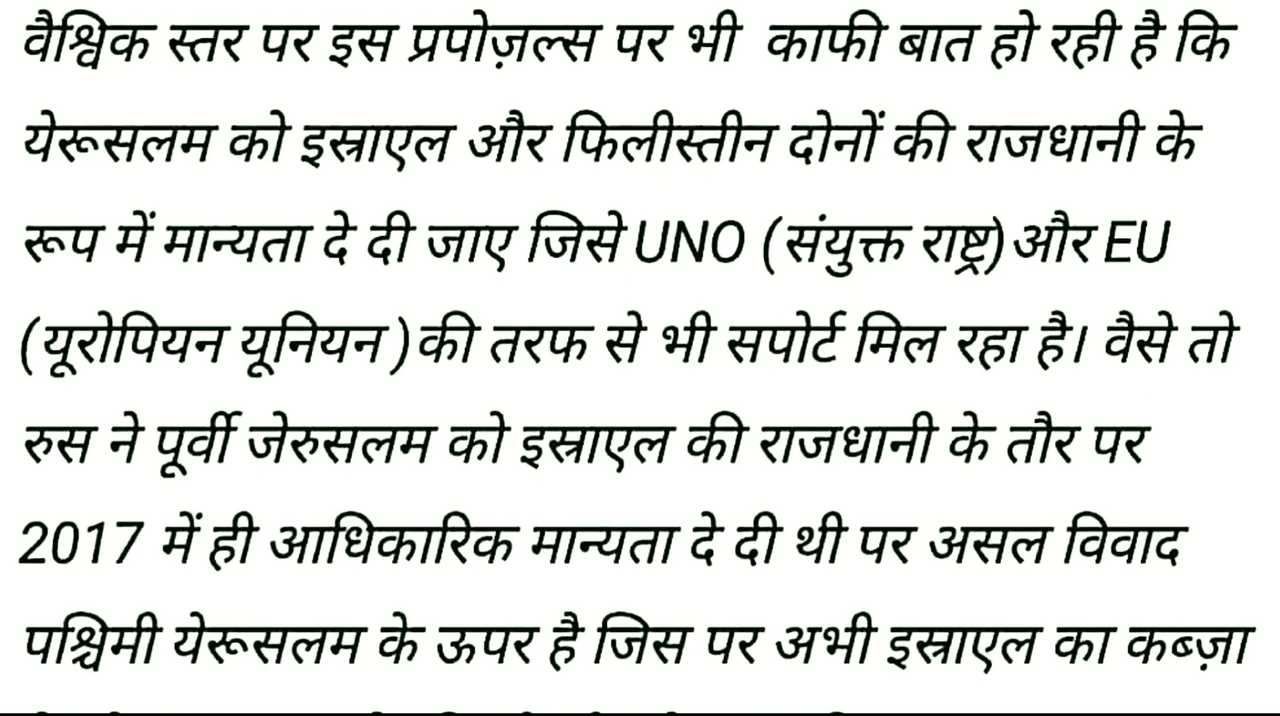 वैश्विक स्तर पर इस प्रपोज़ल्स पर भी काफी बात हो रही है कि
येरूसलम को इस्राएल और फिलीस्तीन दोनों की राजधानी के
रूप में मान्यता दे दी जाए जिसे UNO (संयुक्त राष्ट्र) और EU
(यूरोपियन यूनियन) की तरफ से भी सपोर्ट मिल रहा है। वैसे तो
रुस ने पूर्वी जेरुसलम को इस्राएल की राजधानी के तौर पर
2017 में ही आधिकारिक मान्यता दे दी थी पर असल विवाद
पश्चिमी येरूसलम के ऊपर है जिस पर अभी इस्राएल का कब्ज़ा